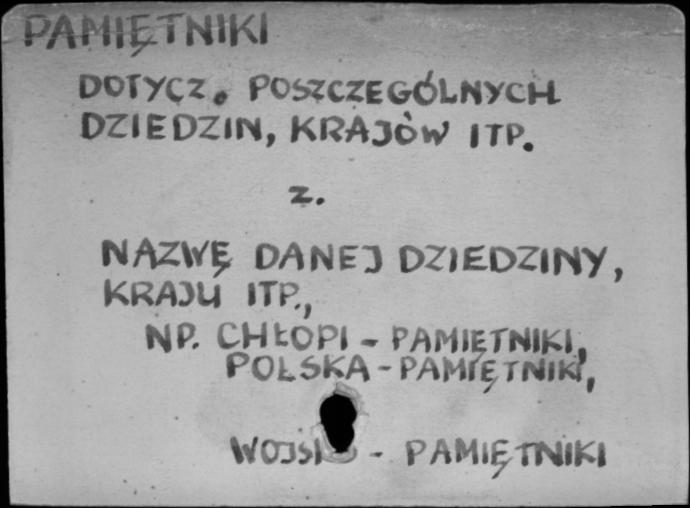 PAMIĘTNIKI
DOTYCZ. POSZCZEGÓLNYCH
DZIEDZIN, KRAJÓW ITP.
z.
NAZWĘ DANEJ DZIEDZINY,
KRAJU ITP.,
NP. CHŁOPI - PAMIĘTNIKI,
POLSKA - PAMIĘTNIKI,
- PAMIĘTNIKI